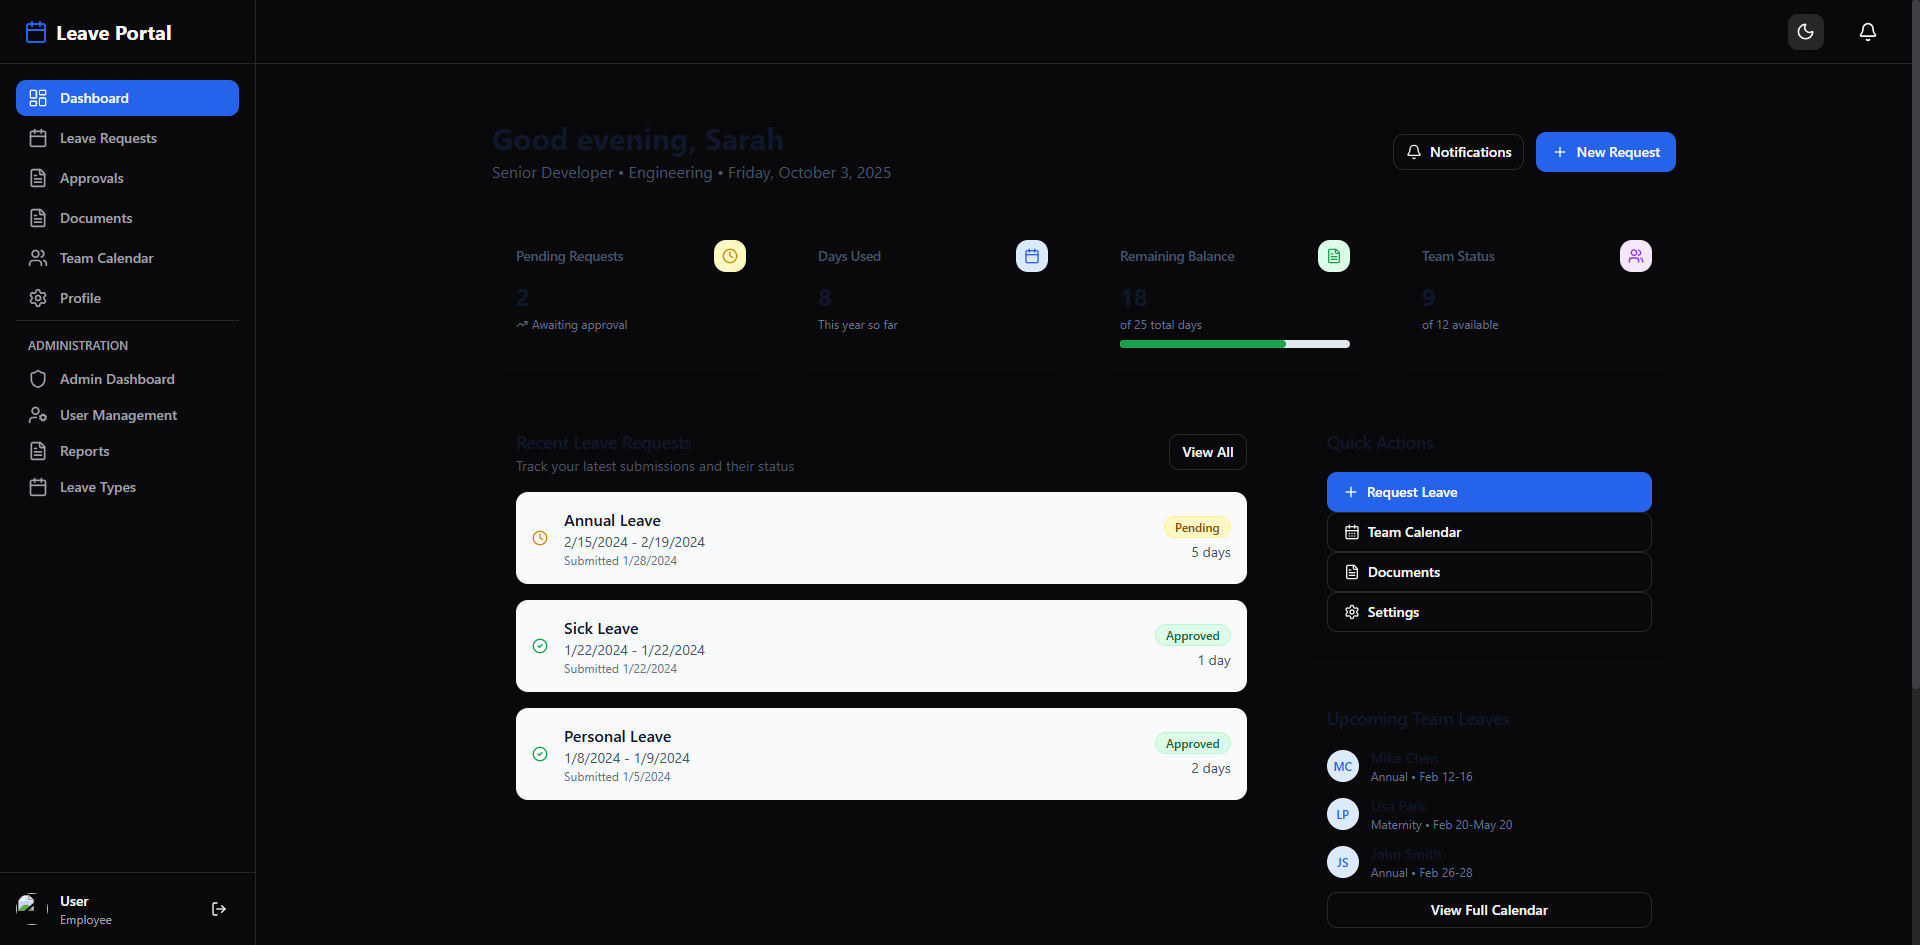 Leave Portal
Dashboard
Leave Requests
Approvals
Documents
Team Calendar
Profile
ADMINISTRATION
Admin Dashboard
User Management
Reports
Leave Types
User
Employee
Good evening, Sarah
Senior Developer • Engineering • Friday, October 3, 2025
Notifications
New Request
Pending Requests
2
Awaiting approval
Days Used
8
This year so far
Remaining Balance
18
of 25 total days
Team Status
9
of 12 available
Recent Leave Requests
Track your latest submissions and their status
View All
Annual Leave
2/15/2024 - 2/19/2024
Submitted 1/28/2024
Pending
5 days
Sick Leave
1/22/2024 - 1/22/2024
Submitted 1/22/2024
Approved
1 day
Personal Leave
1/8/2024 - 1/9/2024
Submitted 1/5/2024
Approved
2 days
Quick Actions
Request Leave
Team Calendar
Documents
Settings
Upcoming Team Leaves
MC
Mike Chen
Annual • Feb 12-16
LP
Lisa Park
Maternity • Feb 20-May 20
JS
John Smith
Annual • Feb 26-28
View Full Calendar